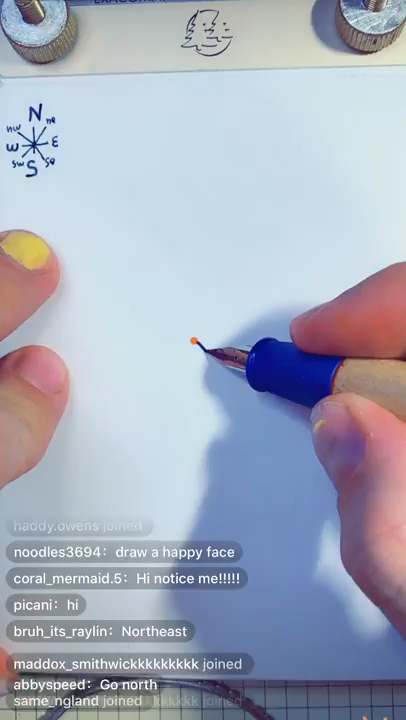 N
nw ne
W E
sw se
S
haddy.owens joined
noodles3694: draw a happy face
coral_mermaid.5: Hi notice me!!!!!
picani: hi
bruh_its_raylin: Northeast
maddox_smithwickkkkkkkkk joined
abbyspeed: Go north
same_ngland joined